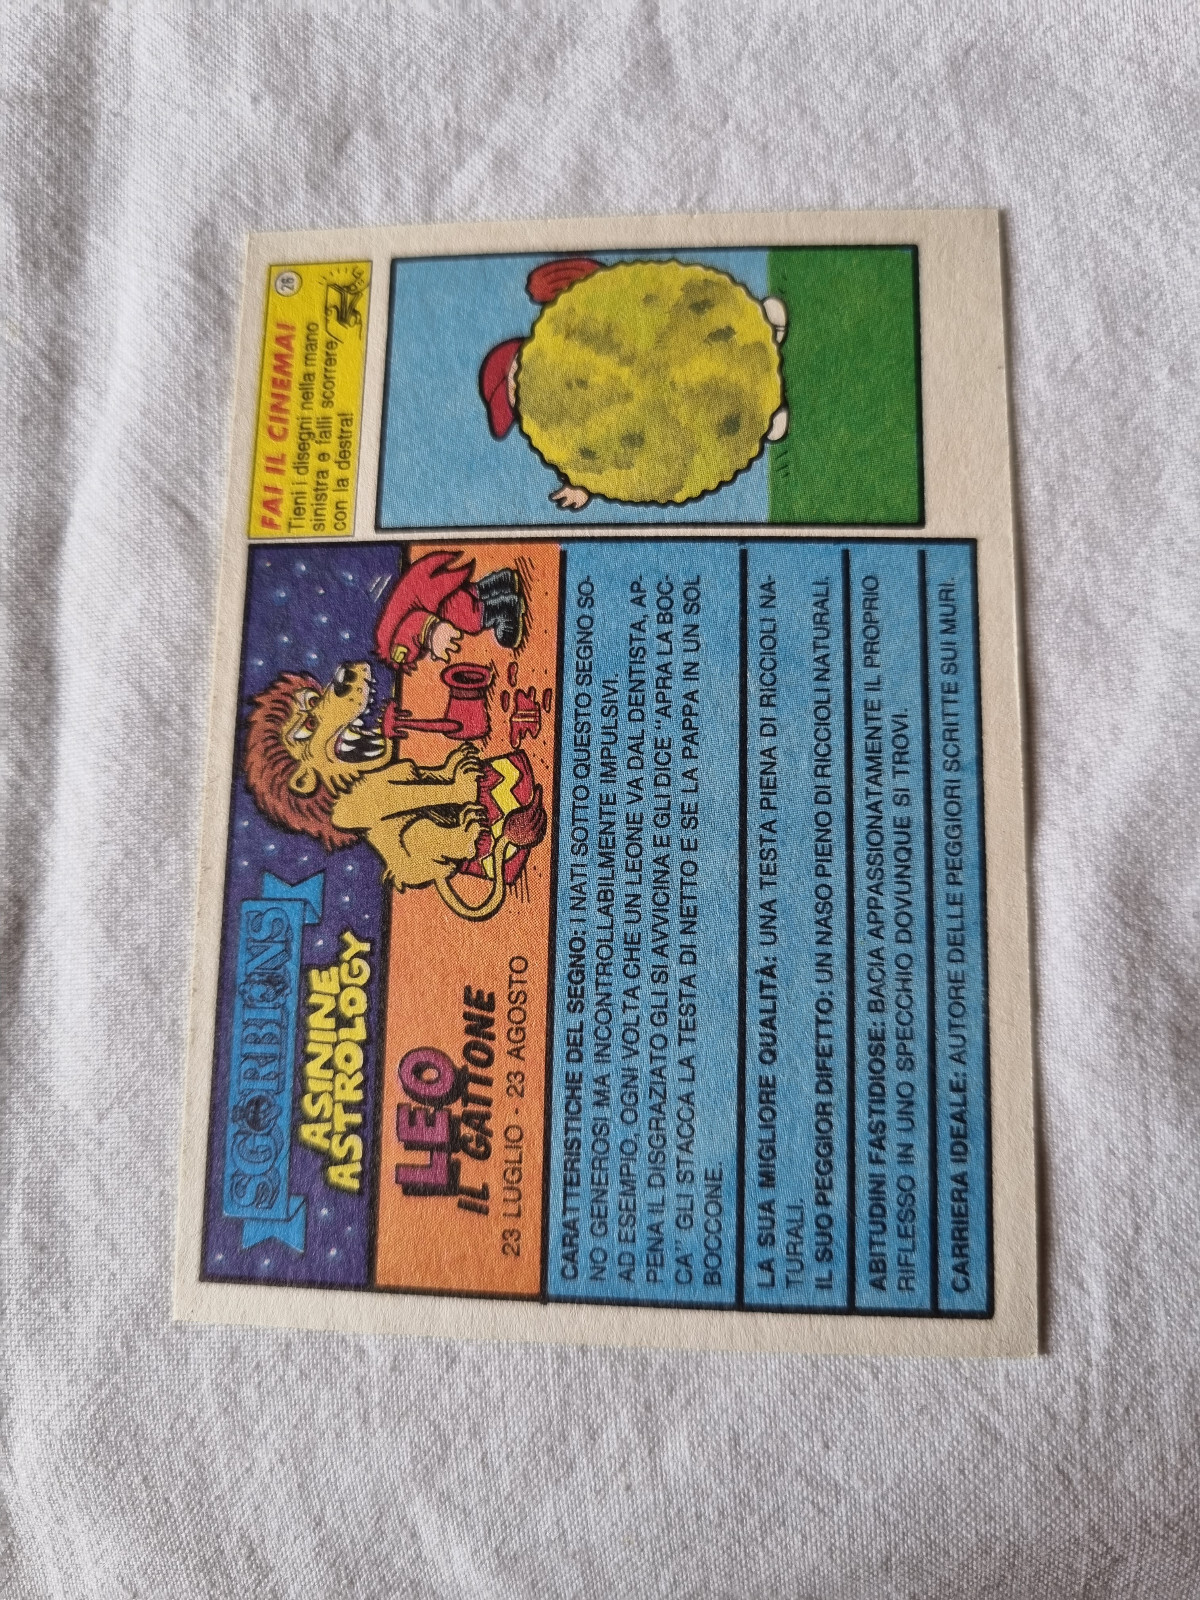 SGORBIENS
ASININE
ASTROLOGY
LEO
IL GATTONE
23 LUGLIO - 23 AGOSTO
CARATTERISTICHE DEL SEGNO: I NATI SOTTO QUESTO SEGNO SO-
NO GENEROSI MA INCONTROLLABILMENTE IMPULSIVI.
AD ESEMPIO, OGNI VOLTA CHE UN LEONE VA DAL DENTISTA, AP-
PENA IL DISGRAZIATO GLI SI AVVICINA E GLI DICE "APRA LA BOC-
CA" GLI STACCA LA TESTA DI NETTO E SE LA PAPPA IN UN SOL
BOCCONE.
LA SUA MIGLIORE QUALITÀ: UNA TESTA PIENA DI RICCIOLI NA-
TURALI.
IL SUO PEGGIOR DIFETTO: UN NASO PIENO DI RICCIOLI NATURALI.
ABITUDINI FASTIDIOSE: BACIA APPASSIONATAMENTE IL PROPRIO
RIFLESSO IN UNO SPECCHIO DOVUNQUE SI TROVI.
CARRIERA IDEALE: AUTORE DELLE PEGGIORI SCRITTE SUI MURI.
FAI IL CINEMA!
26
Tieni i disegni nella mano
sinistra e falli scorrere
con la destra!